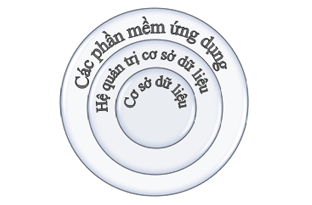 Các phần mềm ứng dụng
Hệ quản trị cơ sở dữ liệu
Cơ sở dữ liệu